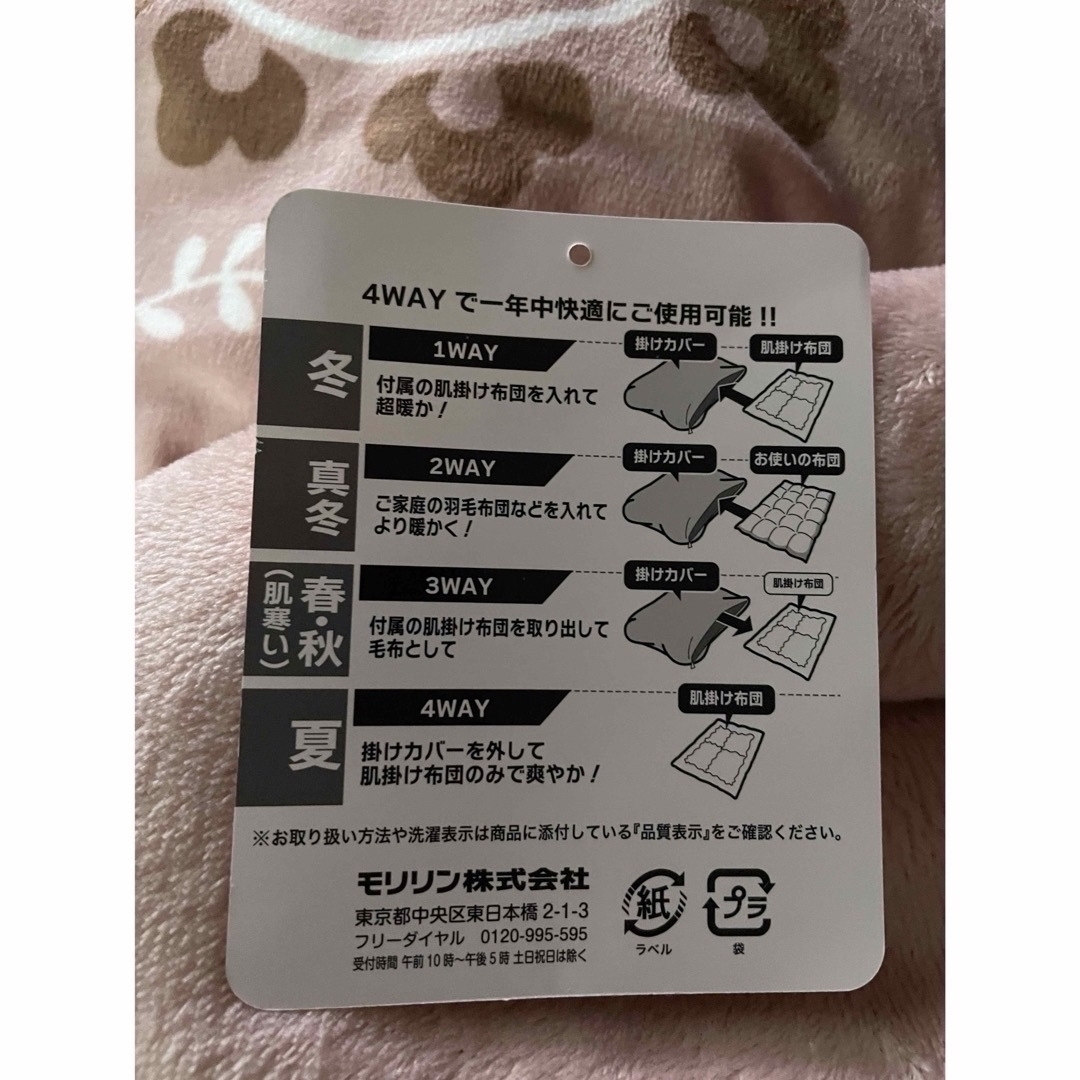 4WAY で一年中快適にご使用可能!!
冬
1WAY
付属の肌掛け布団を入れて
超暖か!
掛けカバー
肌掛け布団
真冬
2WAY
ご家庭の羽毛布団などを入れて
より暖かく!
掛けカバー
お使いの布団
春・秋
(肌寒い)
3WAY
付属の肌掛け布団を取り出して
毛布として
掛けカバー
肌掛け布団
夏
4WAY
掛けカバーを外して
肌掛け布団のみで爽やか!
肌掛け布団
※お取り扱い方法や洗濯表示は商品に添付している『品質表示』をご確認ください。
モリリン株式会社
東京都中央区東日本橋 2-1-3
フリーダイヤル 0120-995-595
受付時間 午前10時〜午後5時 土日祝日は除く
紙
ラベル
プラ
袋